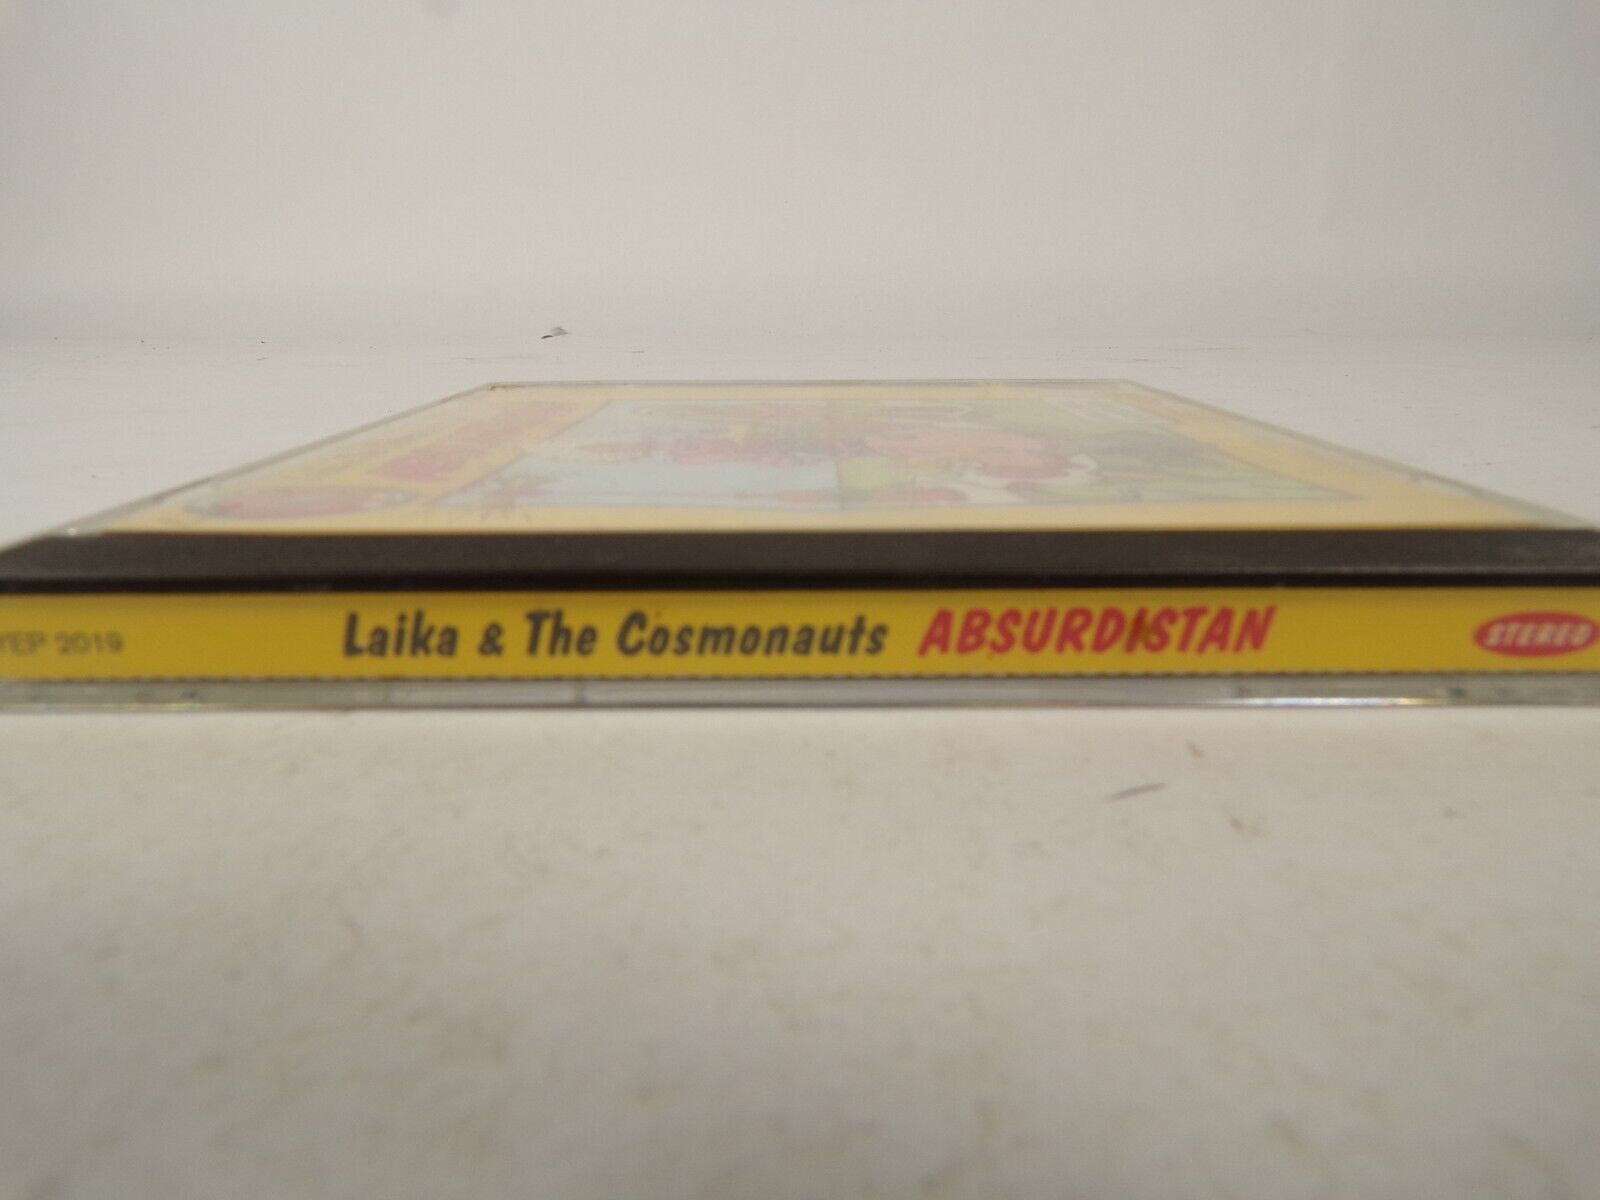 YEP 2019 Laika & The Cosmonauts ABSURDISTAN STEREO